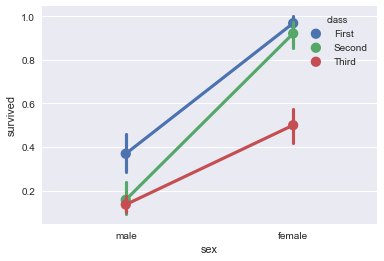 1.0
0.8
0.6
0.4
0.2
survived
male
female
sex
class
First
Second
Third